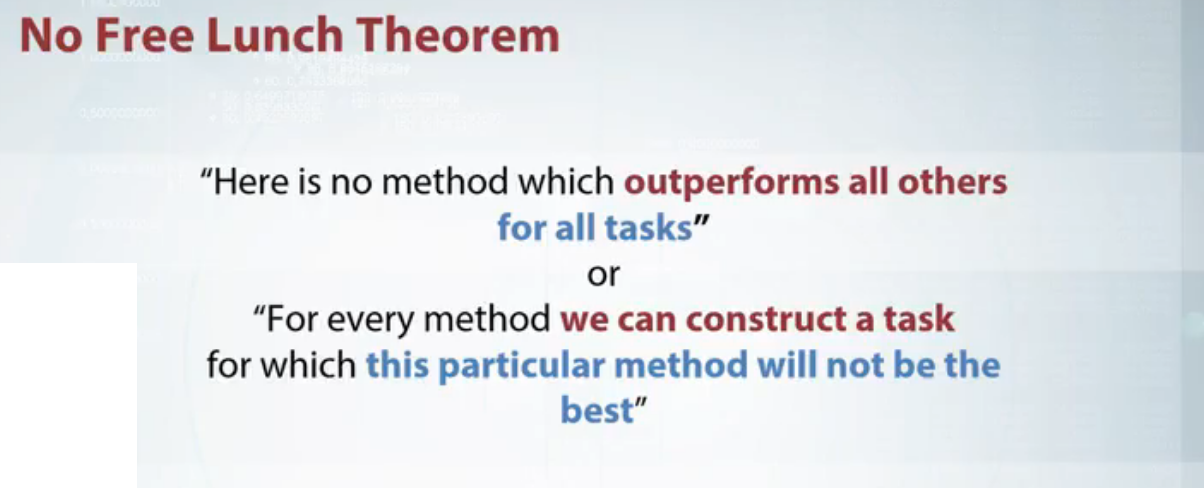 No Free Lunch Theorem
“Here is no method which outperforms all others
for all tasks”
or
“For every method we can construct a task
for which this particular method will not be the
best”